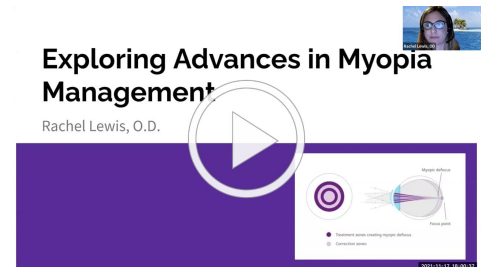 Rachel Lewis, OD
Exploring Advances in Myopia
Management
Rachel Lewis, O.D.
Myopic defocus
Focus point
Treatment zones creating myopic defocus
Correction zones
2021-11-17 18:00:37